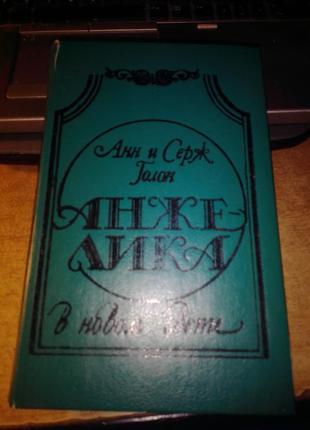 Анн и Серж
Голон
АНЖЕ-
ЛИКА
в новом свете